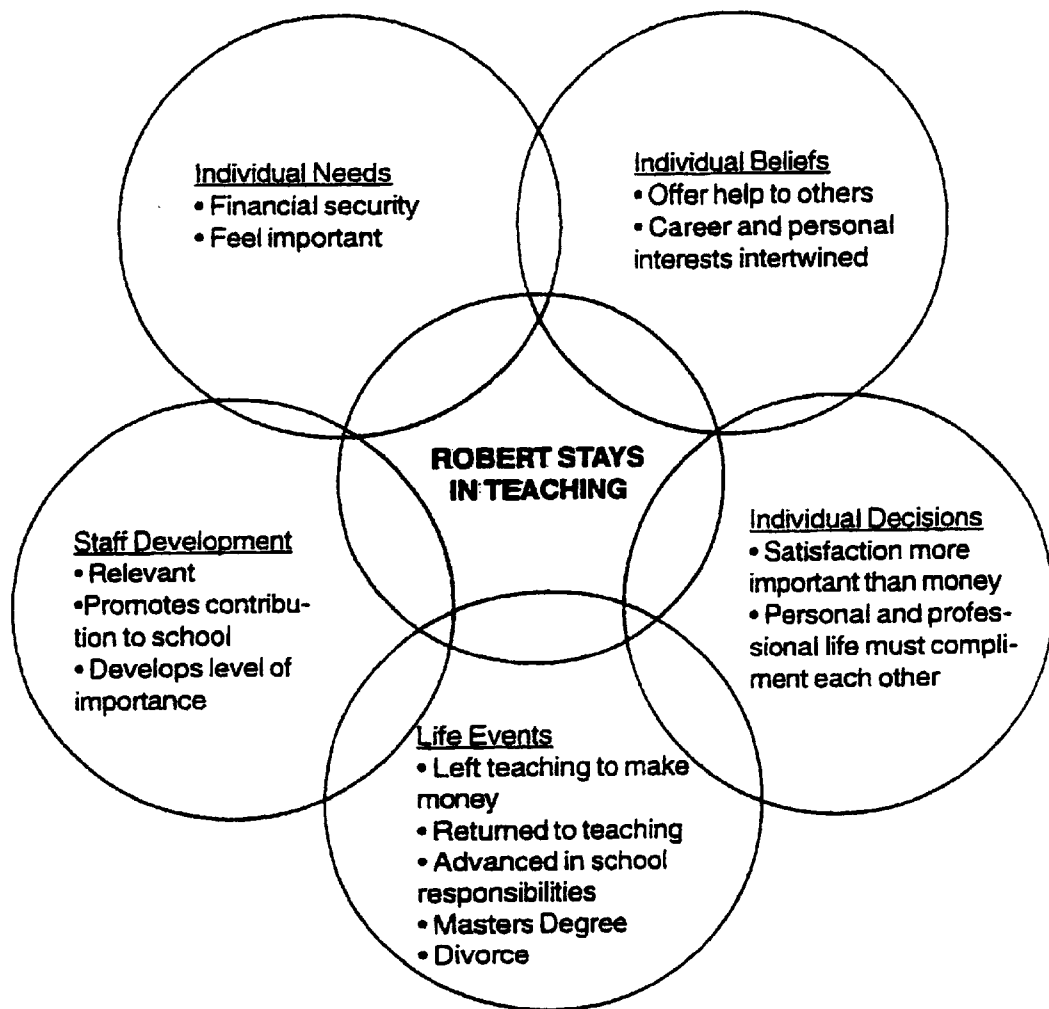 Individual Needs
• Financial security
• Feel important
Individual Beliefs
• Offer help to others
• Career and personal
interests intertwined
ROBERT STAYS
IN TEACHING
Staff Development
• Relevant
•Promotes contribu-
tion to school
• Develops level of
importance
Individual Decisions
• Satisfaction more
important than money
• Personal and profes-
sional life must compli-
ment each other
Life Events
• Left teaching to make
money
• Returned to teaching
• Advanced in school
responsibilities
• Masters Degree
• Divorce